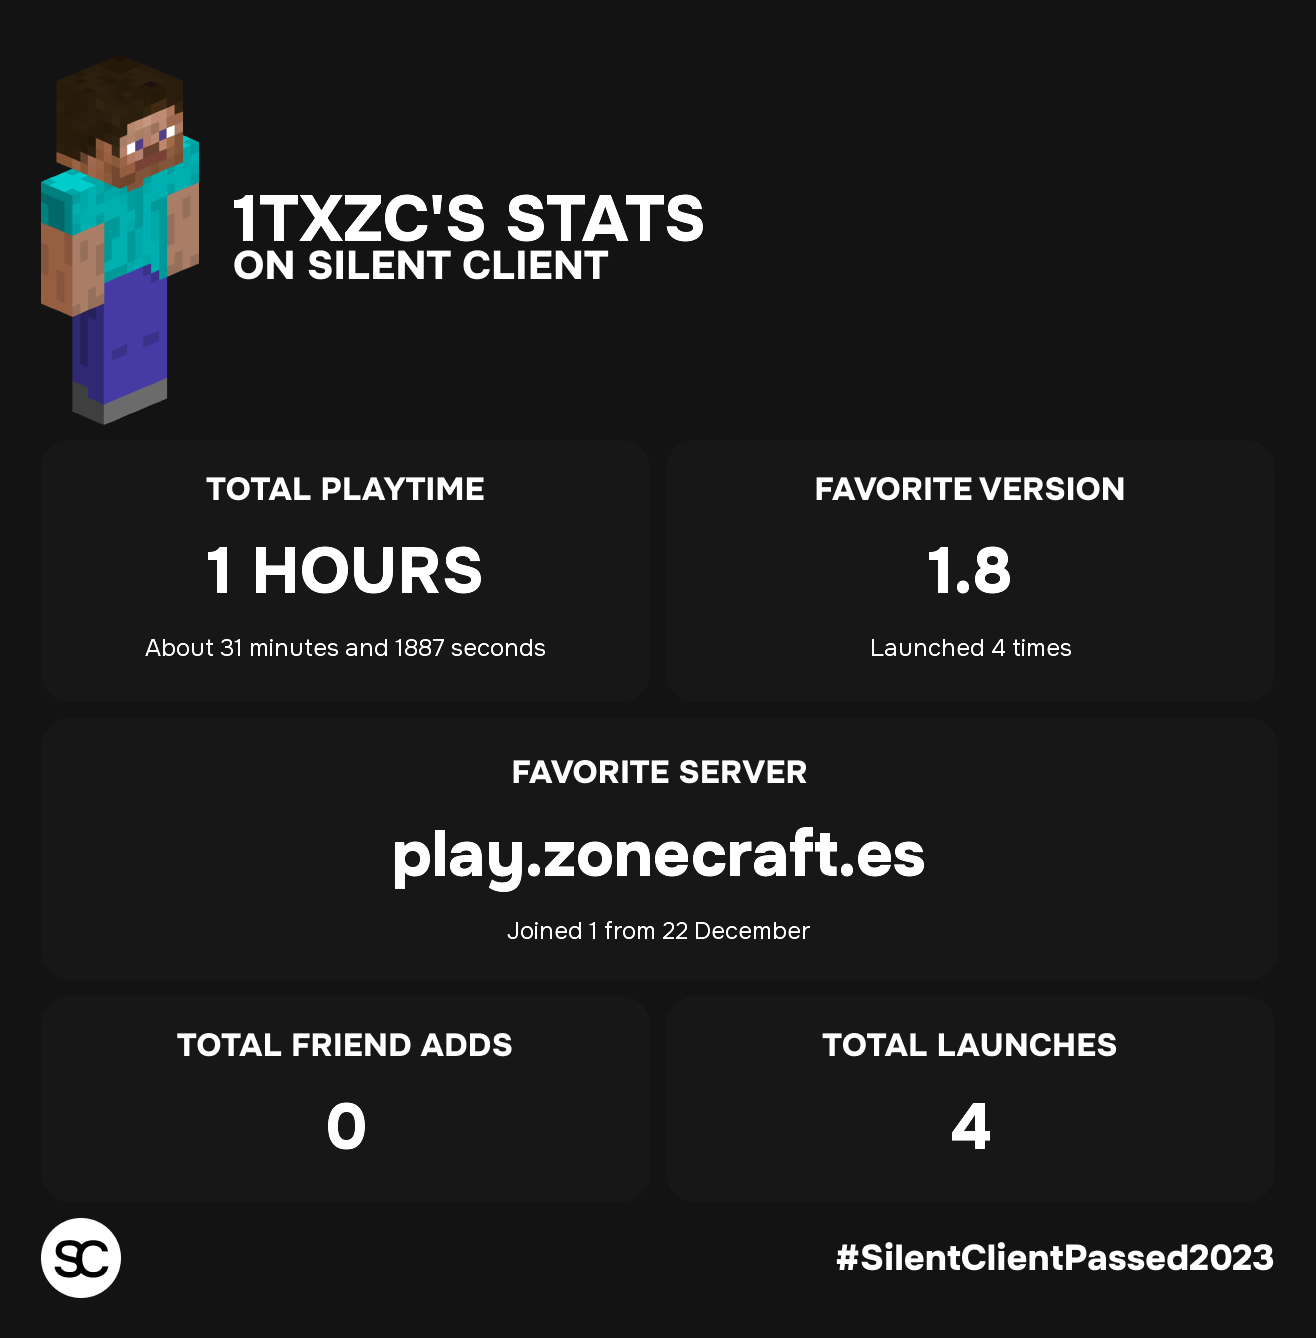 1TXZC'S STATS
ON SILENT CLIENT
TOTAL PLAYTIME
1 HOURS
About 31 minutes and 1887 seconds
FAVORITE VERSION
1.8
Launched 4 times
FAVORITE SERVER
play.zonecraft.es
Joined 1 from 22 December
TOTAL FRIEND ADDS
0
TOTAL LAUNCHES
4
SC
#SilentClientPassed2023